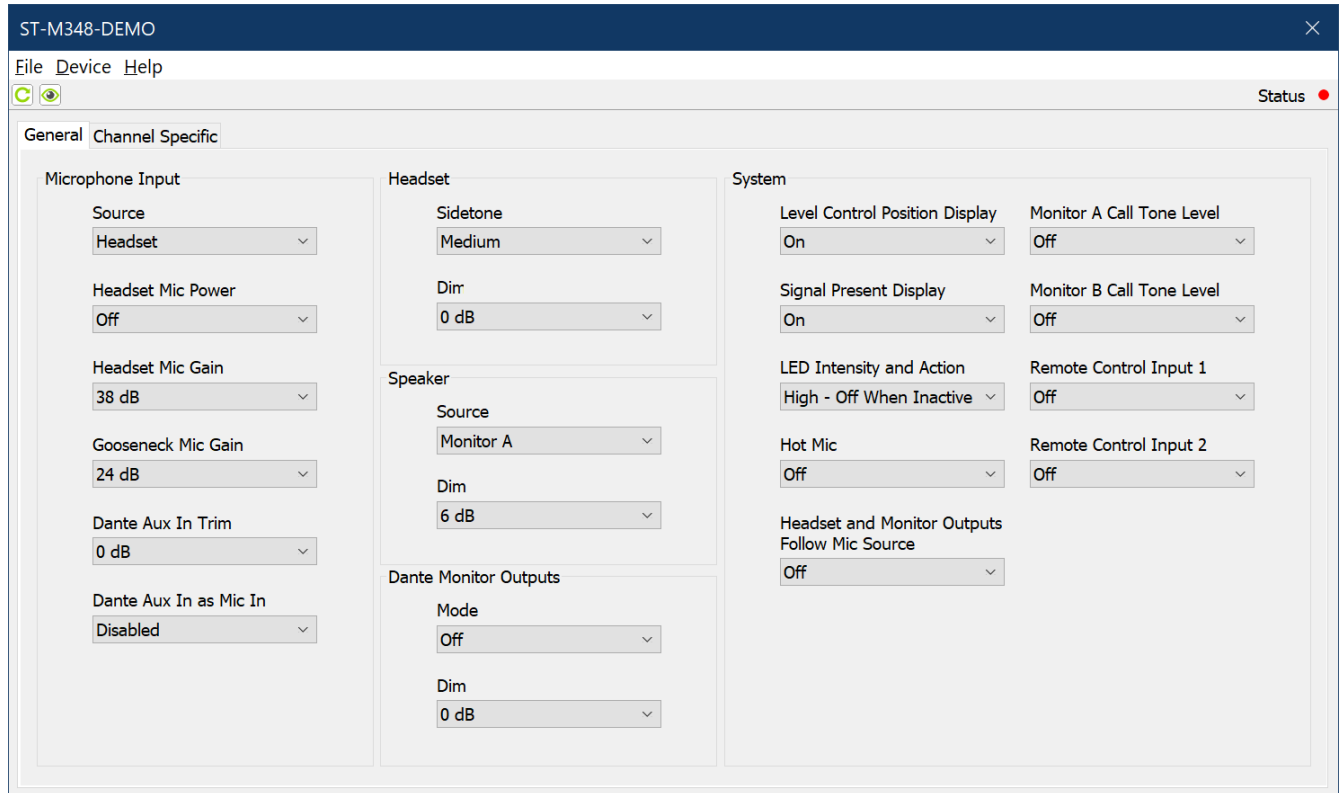 ST-M348-DEMO
File Device Help
Status
General Channel Specific
Microphone Input
Source
Headset
Headset Mic Power
Off
Headset Mic Gain
38 dB
Gooseneck Mic Gain
24 dB
Dante Aux In Trim
0 dB
Dante Aux In as Mic In
Disabled
Headset
Sidetone
Medium
Dim
0 dB
Speaker
Source
Monitor A
Dim
6 dB
Dante Monitor Outputs
Mode
Off
Dim
0 dB
System
Level Control Position Display
On
Signal Present Display
On
LED Intensity and Action
High - Off When Inactive
Hot Mic
Off
Headset and Monitor Outputs
Follow Mic Source
Off
Monitor A Call Tone Level
Off
Monitor B Call Tone Level
Off
Remote Control Input 1
Off
Remote Control Input 2
Off